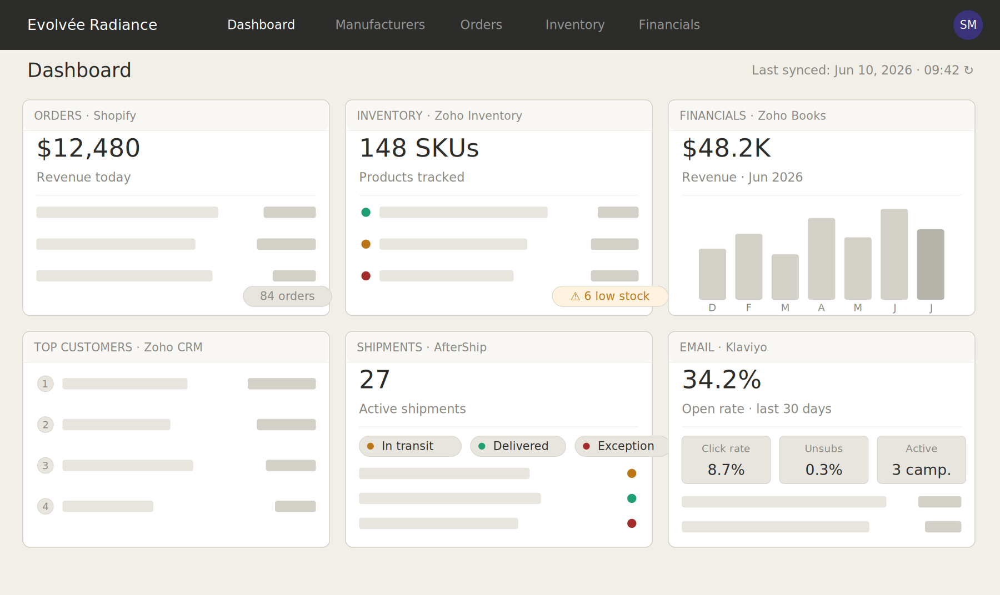 Evolvée Radiance
Dashboard
Manufacturers
Orders
Inventory
Financials
SM
Dashboard
Last synced: Jun 10, 2026 · 09:42 ↻
ORDERS · Shopify
$12,480
Revenue today
84 orders
INVENTORY · Zoho Inventory
148 SKUs
Products tracked
⚠ 6 low stock
FINANCIALS · Zoho Books
$48.2K
Revenue · Jun 2026
D F M A M J J
TOP CUSTOMERS · Zoho CRM
1
2
3
4
SHIPMENTS · AfterShip
27
Active shipments
In transit
Delivered
Exception
EMAIL · Klaviyo
34.2%
Open rate · last 30 days
Click rate
8.7%
Unsubs
0.3%
Active
3 camp.